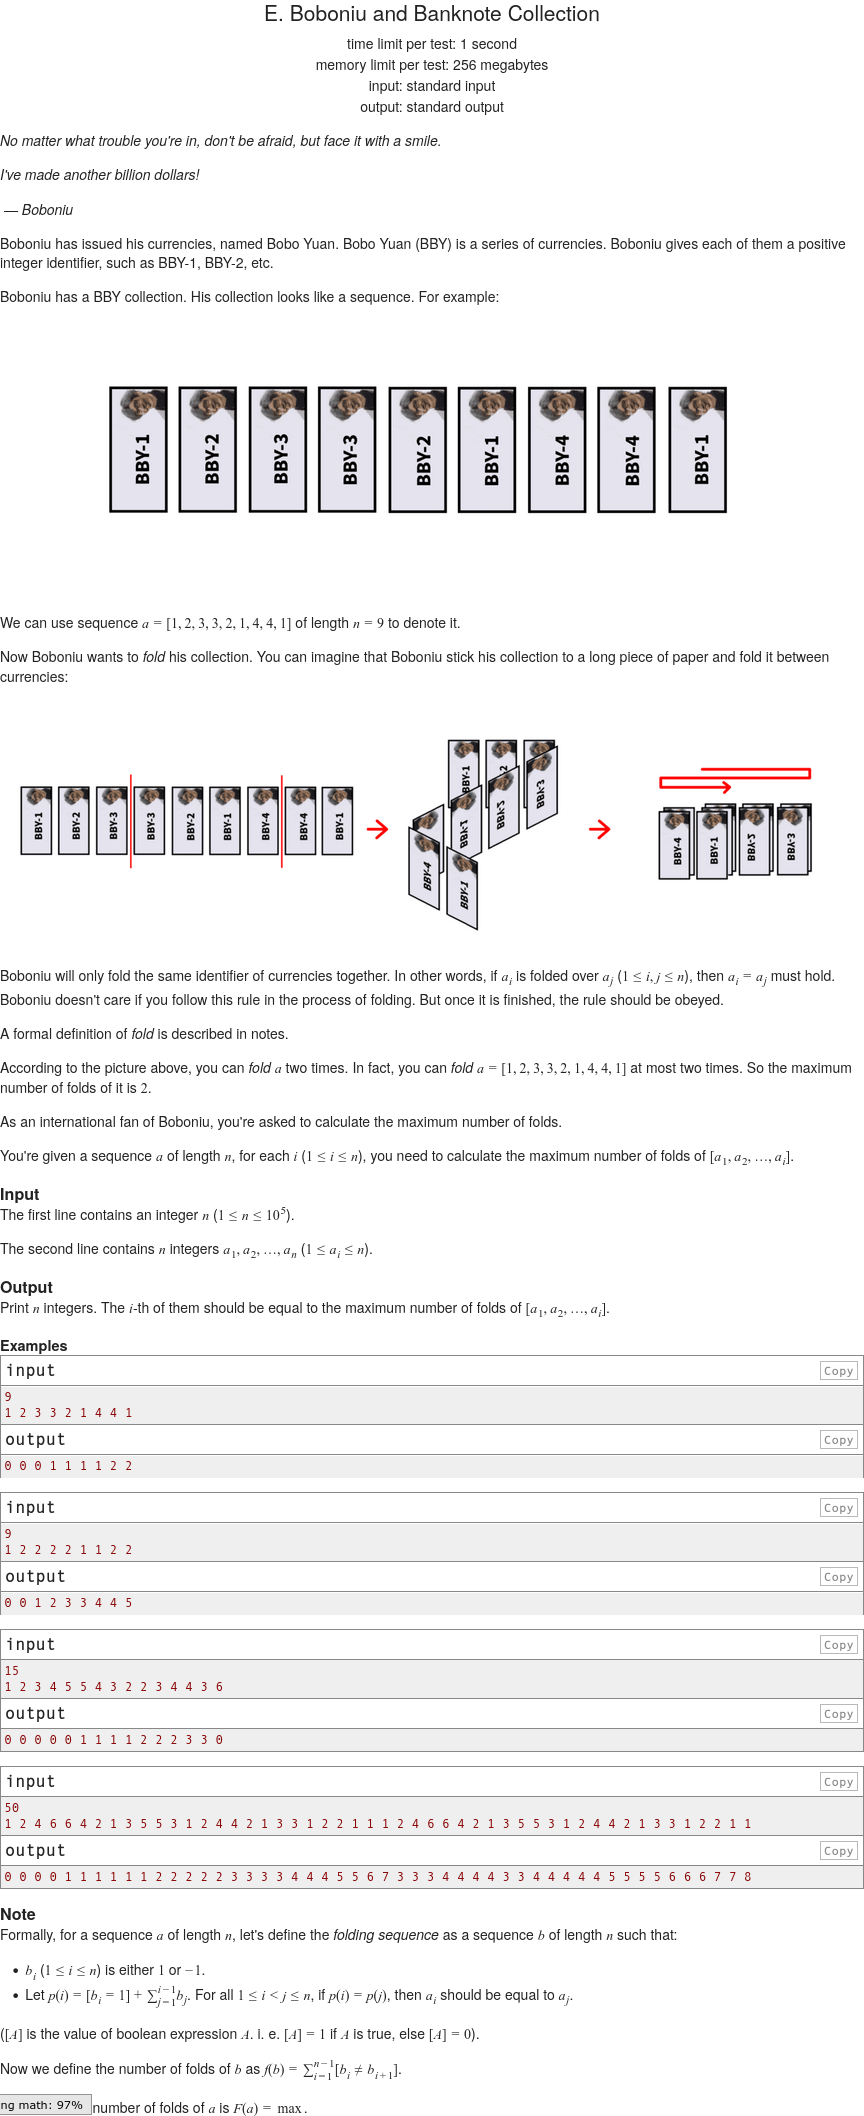 E. Boboniu and Banknote Collection
time limit per test: 1 second
memory limit per test: 256 megabytes
input: standard input
output: standard output
No matter what trouble you're in, don't be afraid, but face it with a smile.
I've made another billion dollars!
— Boboniu
Boboniu has issued his currencies, named Bobo Yuan. Bobo Yuan (BBY) is a series of currencies. Boboniu gives each of them a positive
integer identifier, such as BBY-1, BBY-2, etc.
Boboniu has a BBY collection. His collection looks like a sequence. For example:
BBY-1 BBY-2 BBY-3 BBY-3 BBY-2 BBY-1 BBY-4 BBY-4 BBY-1
We can use sequence a = [1, 2, 3, 3, 2, 1, 4, 4, 1] of length n = 9 to denote it.
Now Boboniu wants to fold his collection. You can imagine that Boboniu stick his collection to a long piece of paper and fold it between
currencies:
BBY-1 BBY-2 BBY-3 BBY-3 BBY-2 BBY-1 BBY-4 BBY-4 BBY-1
BBY-1 2 BBY-3 BBY-2 BBY-1 BBY-4 BBY-1
BBY-4 BBY-1 BBY-2 BBY-3
Boboniu will only fold the same identifier of currencies together. In other words, if a_i is folded over a_j (1 ≤ i, j ≤ n), then a_i = a_j must hold.
Boboniu doesn't care if you follow this rule in the process of folding. But once it is finished, the rule should be obeyed.
A formal definition of fold is described in notes.
According to the picture above, you can fold a two times. In fact, you can fold a = [1, 2, 3, 3, 2, 1, 4, 4, 1] at most two times. So the maximum
number of folds of it is 2.
As an international fan of Boboniu, you're asked to calculate the maximum number of folds.
You're given a sequence a of length n, for each i (1 ≤ i ≤ n), you need to calculate the maximum number of folds of [a_1, a_2, …, a_i].
Input
The first line contains an integer n (1 ≤ n ≤ 10^5).
The second line contains n integers a_1, a_2, …, a_n (1 ≤ a_i ≤ n).
Output
Print n integers. The i-th of them should be equal to the maximum number of folds of [a_1, a_2, …, a_i].
Examples
input Copy
9
1 2 3 3 2 1 4 4 1
output Copy
0 0 0 1 1 1 1 2 2
input Copy
9
1 2 2 2 2 1 1 2 2
output Copy
0 0 1 2 3 3 4 4 5
input Copy
15
1 2 3 4 5 5 4 3 2 2 3 4 4 3 6
output Copy
0 0 0 0 0 1 1 1 1 2 2 2 3 3 0
input Copy
50
1 2 4 6 6 4 2 1 3 5 5 3 1 2 4 4 2 1 3 3 1 2 2 1 1 1 2 4 6 6 4 2 1 3 5 5 3 1 2 4 4 2 1 3 3 1 2 2 1 1
output Copy
0 0 0 0 1 1 1 1 1 1 2 2 2 2 2 3 3 3 3 4 4 4 5 5 6 7 3 3 3 4 4 4 4 3 3 4 4 4 4 4 5 5 5 5 6 6 6 7 7 8
Note
Formally, for a sequence a of length n, let's define the folding sequence as a sequence b of length n such that:
• b_i (1 ≤ i ≤ n) is either 1 or −1.
• Let p(i) = [b_i = 1] + ∑_{j=1}^{i−1} b_j. For all 1 ≤ i < j ≤ n, if p(i) = p(j), then a_i should be equal to a_j.
([A] is the value of boolean expression A. i. e. [A] = 1 if A is true, else [A] = 0).
Now we define the number of folds of b as f(b) = ∑_{i=1}^{n−1} [b_i ≠ b_{i+1}].
ng math: 97% number of folds of a is F(a) = max .